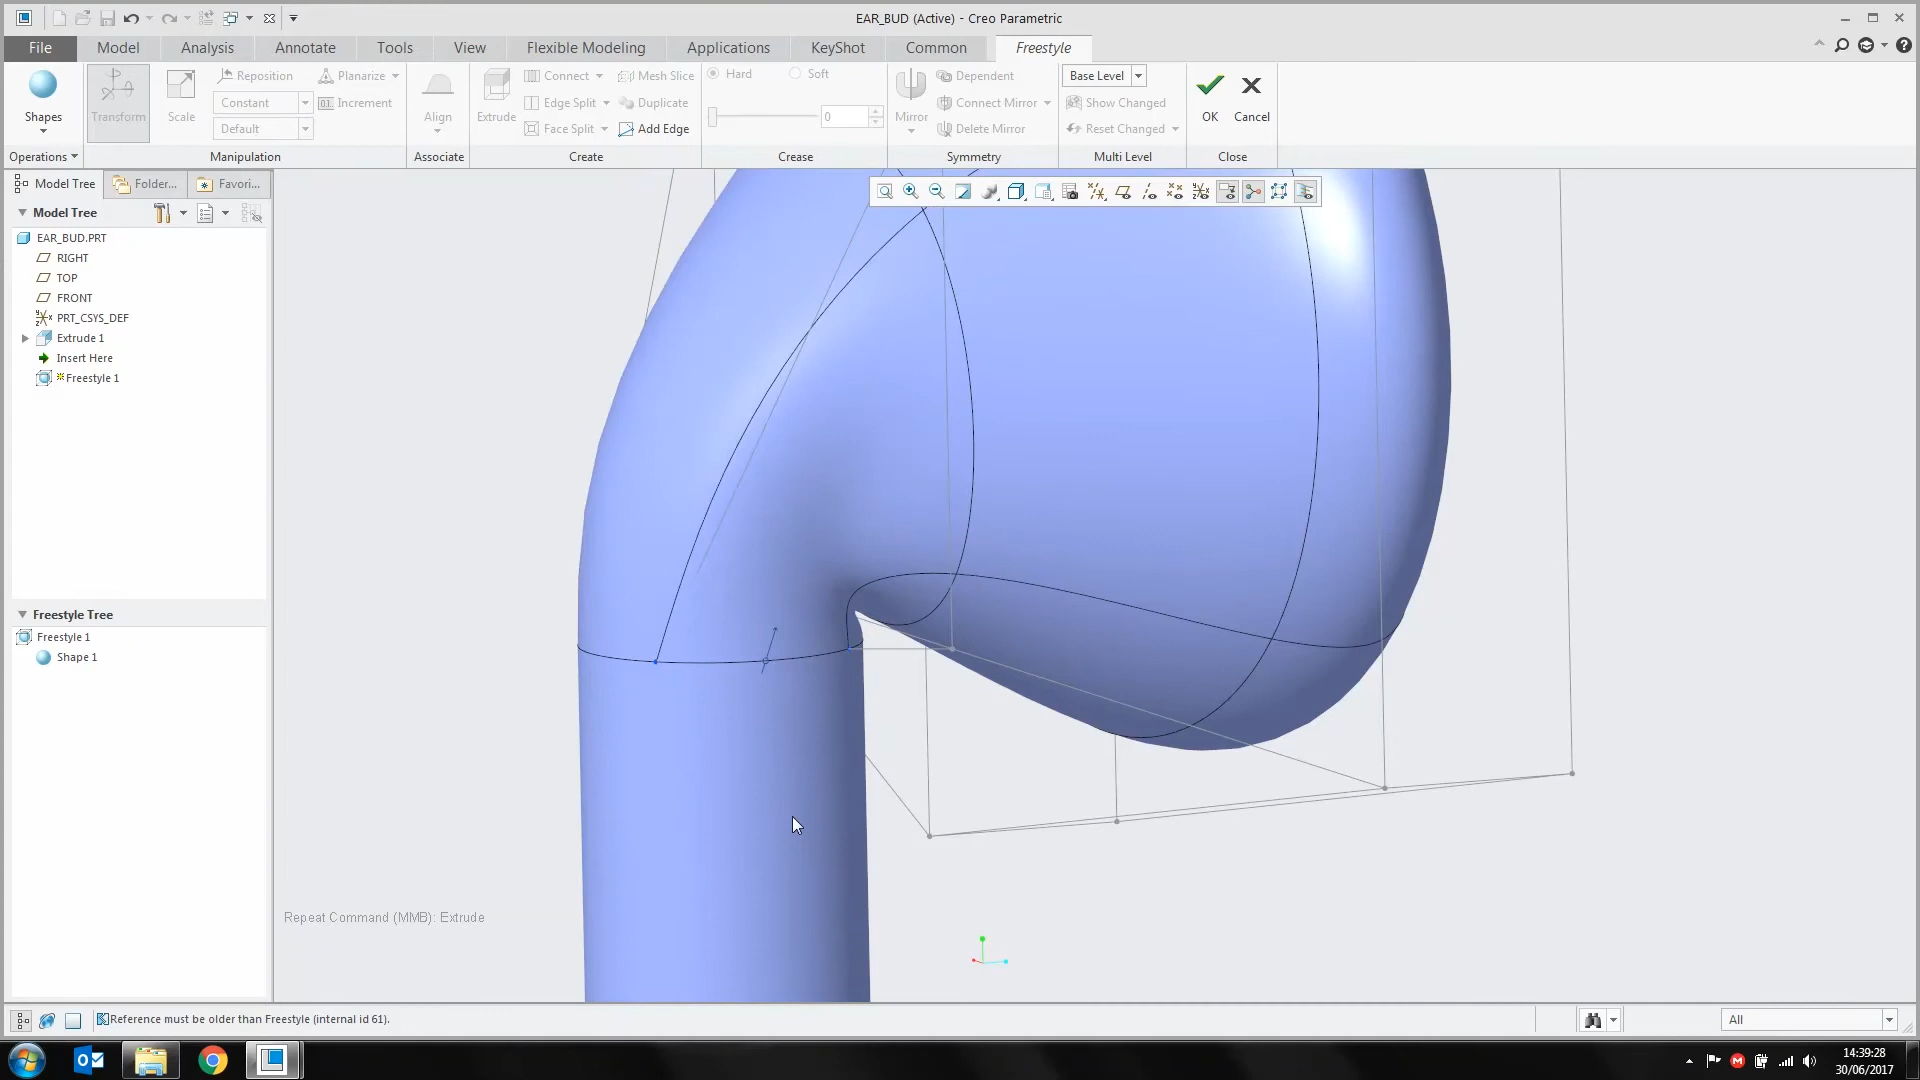 EAR_BUD (Active) - Creo Parametric
File Model Analysis Annotate Tools View Flexible Modeling Applications KeyShot Common Freestyle
Shapes
Transform
Scale
Reposition
Constant
Default
Planarize
Increment
Align
Extrude
Connect
Edge Split
Face Split
Mesh Slice
Duplicate
Add Edge
Hard
Soft
0
Mirror
Dependent
Connect Mirror
Delete Mirror
Base Level
Show Changed
Reset Changed
OK
Cancel
Operations Manipulation Associate Create Crease Symmetry Multi Level Close
Model Tree Folder... Favori...
Model Tree
EAR_BUD.PRT
RIGHT
TOP
FRONT
PRT_CSYS_DEF
Extrude 1
Insert Here
Freestyle 1
Freestyle Tree
Freestyle 1
Shape 1
Repeat Command (MMB): Extrude
Reference must be older than Freestyle (internal id 61).
All
14:39:28
30/06/2017